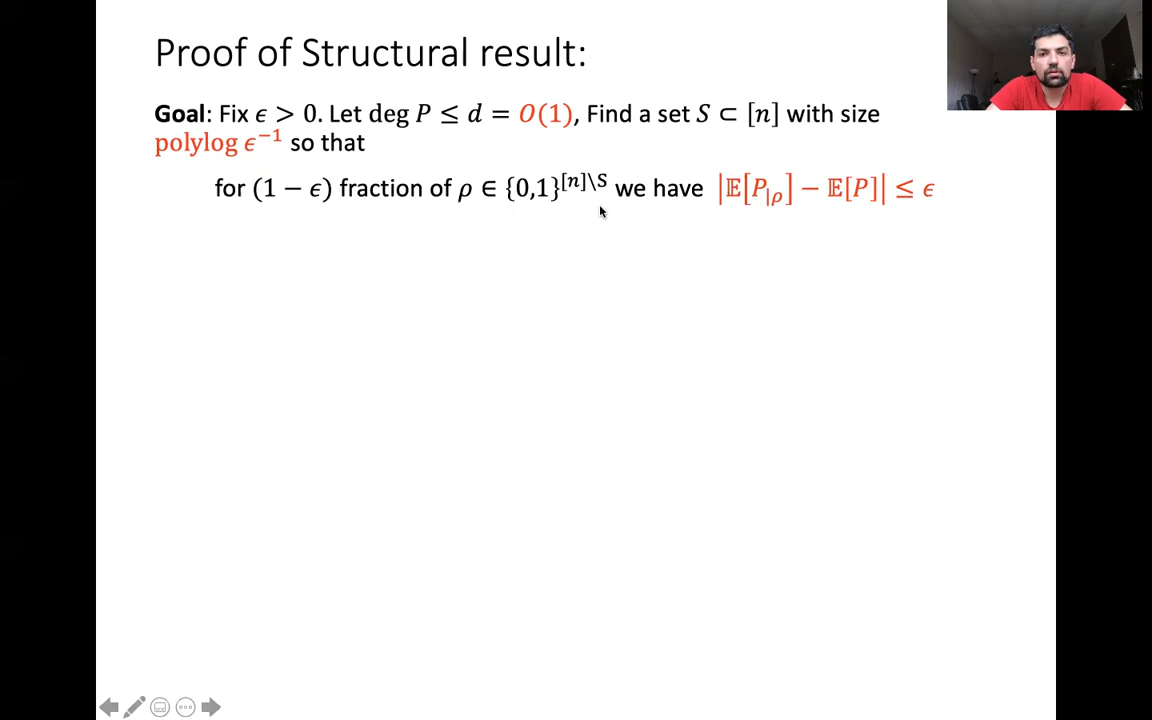 Proof of Structural result:
Goal: Fix ϵ > 0. Let deg P ≤ d = O(1), Find a set S ⊂ [n] with size
polylog ϵ⁻¹ so that
for (1 − ϵ) fraction of ρ ∈ {0,1}^{[n]\S} we have |𝔼[P_{|ρ}] − 𝔼[P]| ≤ ϵ